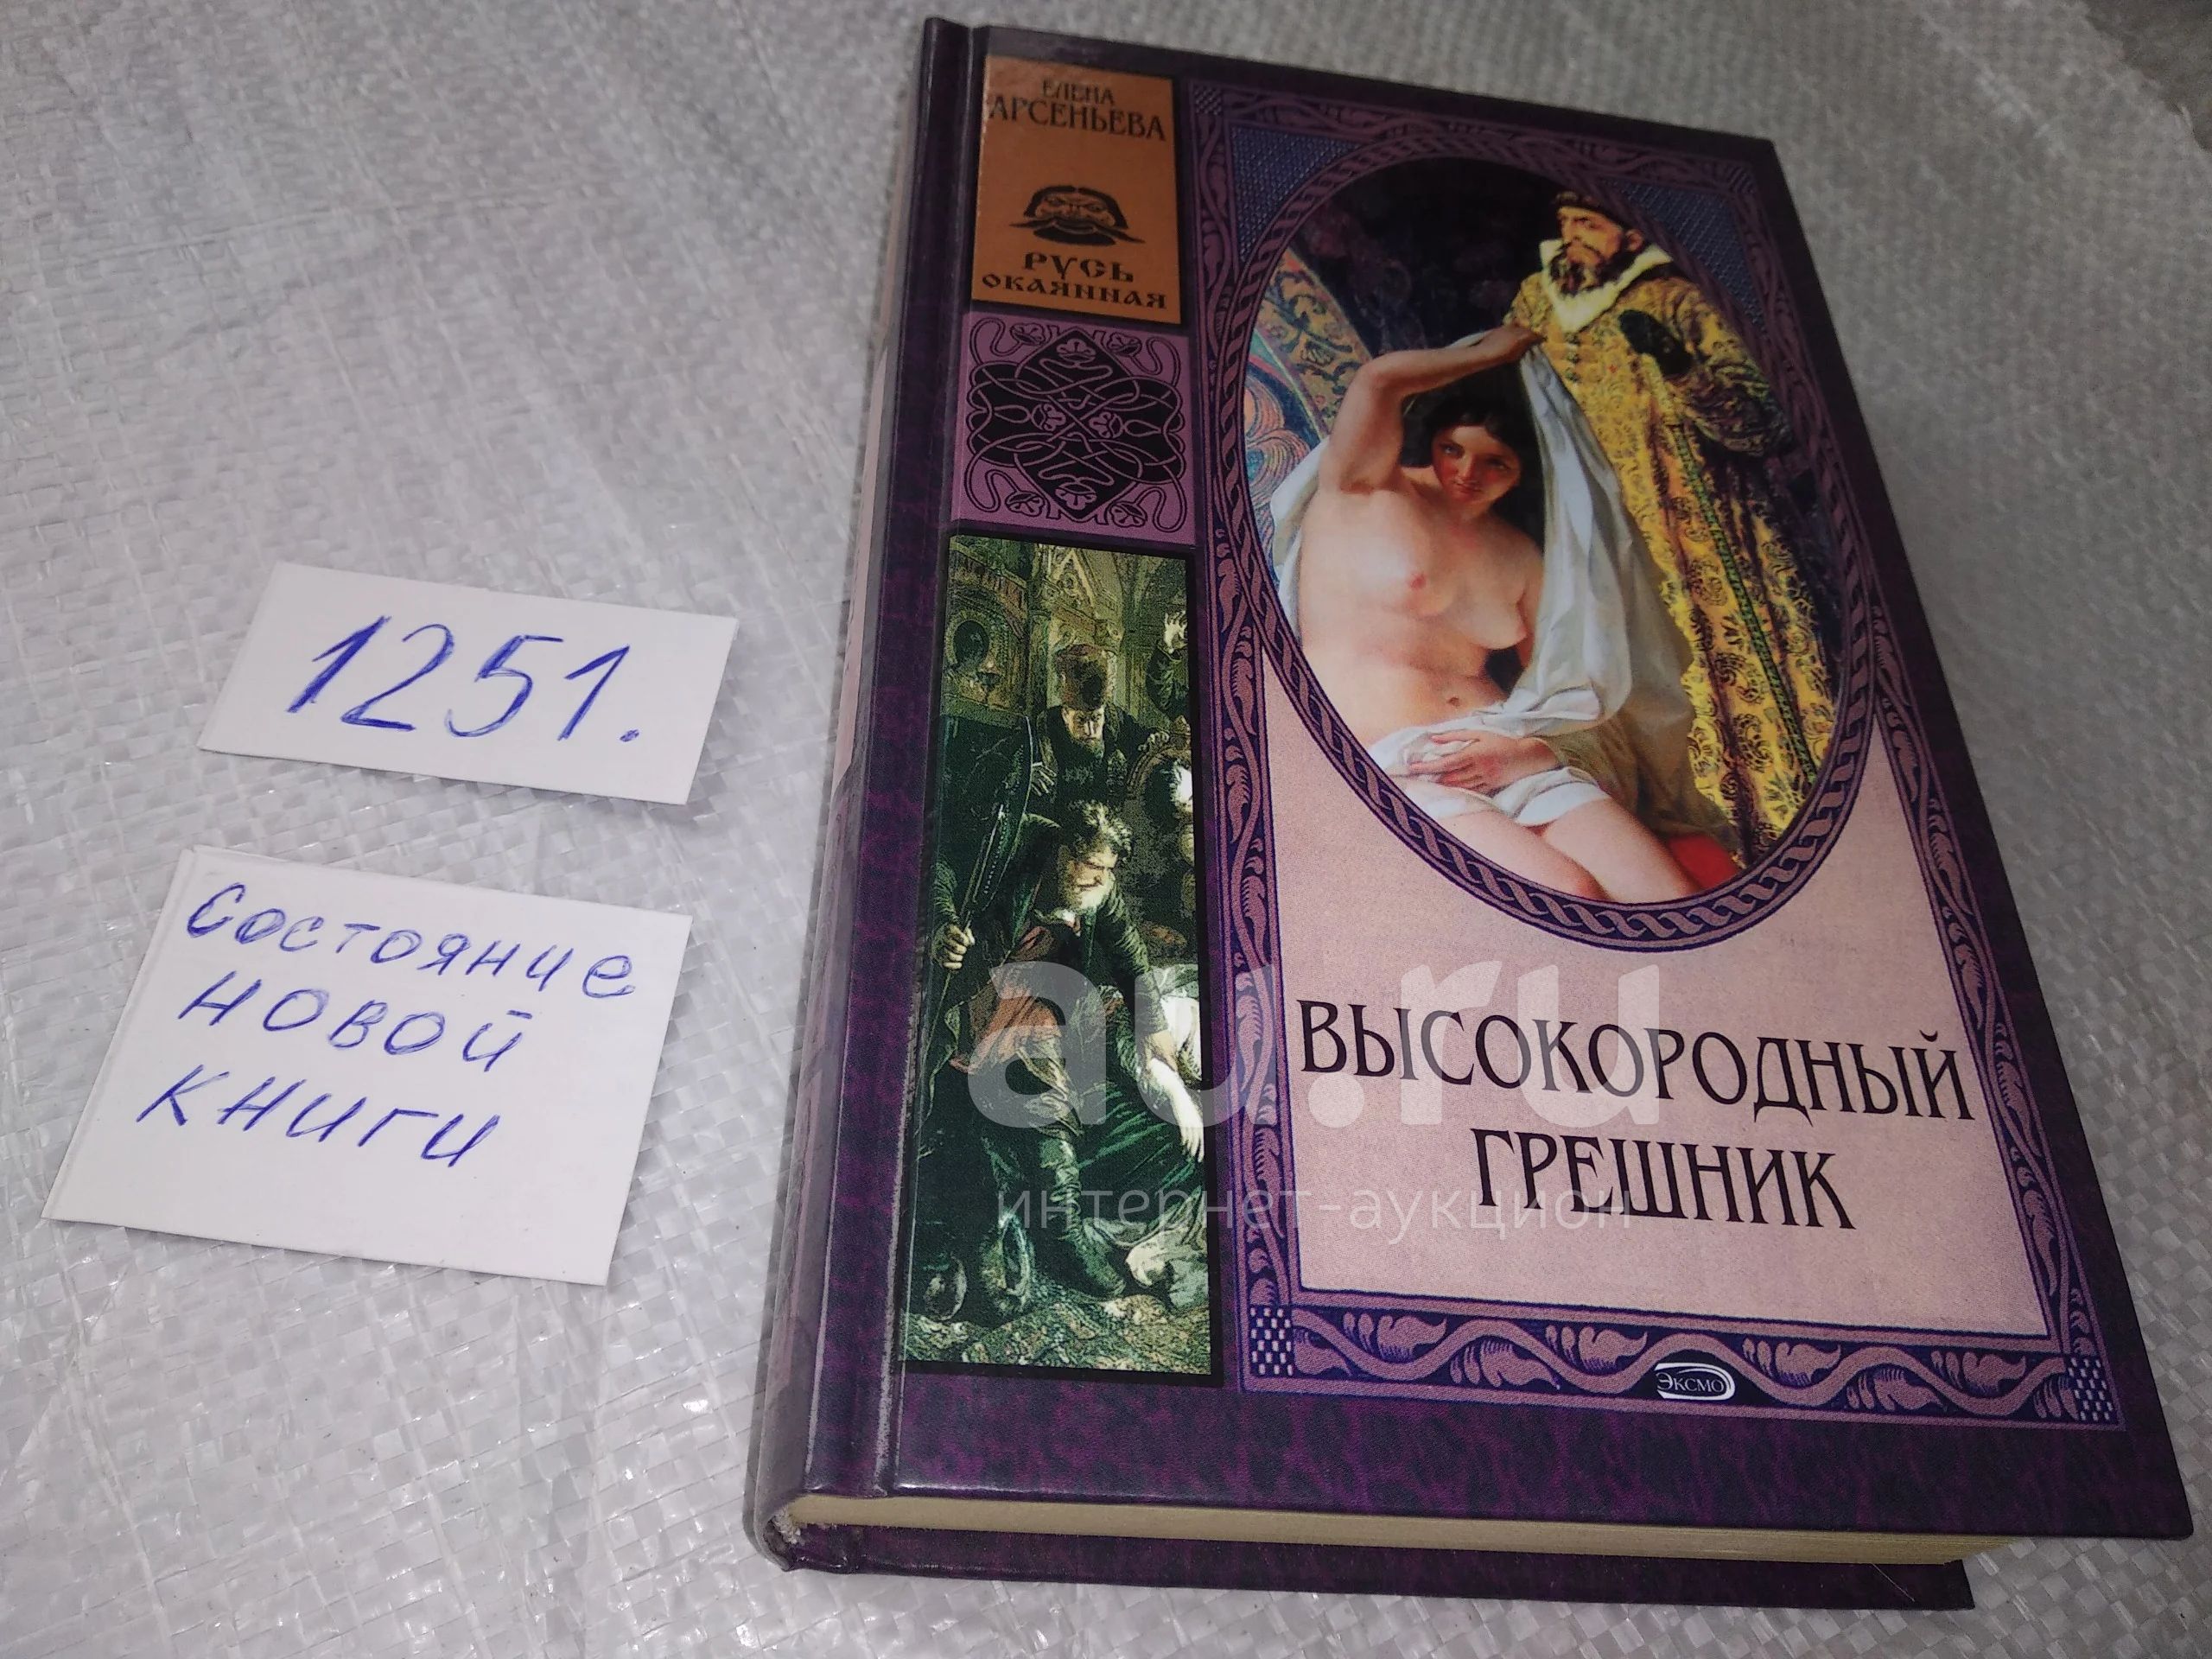 ЕЛЕНА
АРСЕНЬЕВА
РУСЬ
ОКАЯННАЯ
1251.
Состояние
новой
книги
ВЫСОКОРОДНЫЙ
ГРЕШНИК
ЭКСМО
au.ru
интернет-аукцион